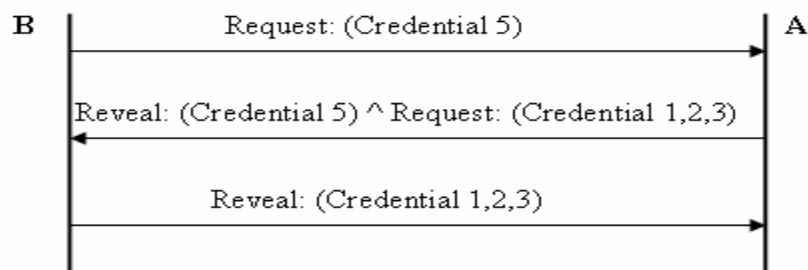 B Request: (Credential 5) A
Reveal: (Credential 5) ^ Request: (Credential 1,2,3)
Reveal: (Credential 1,2,3)